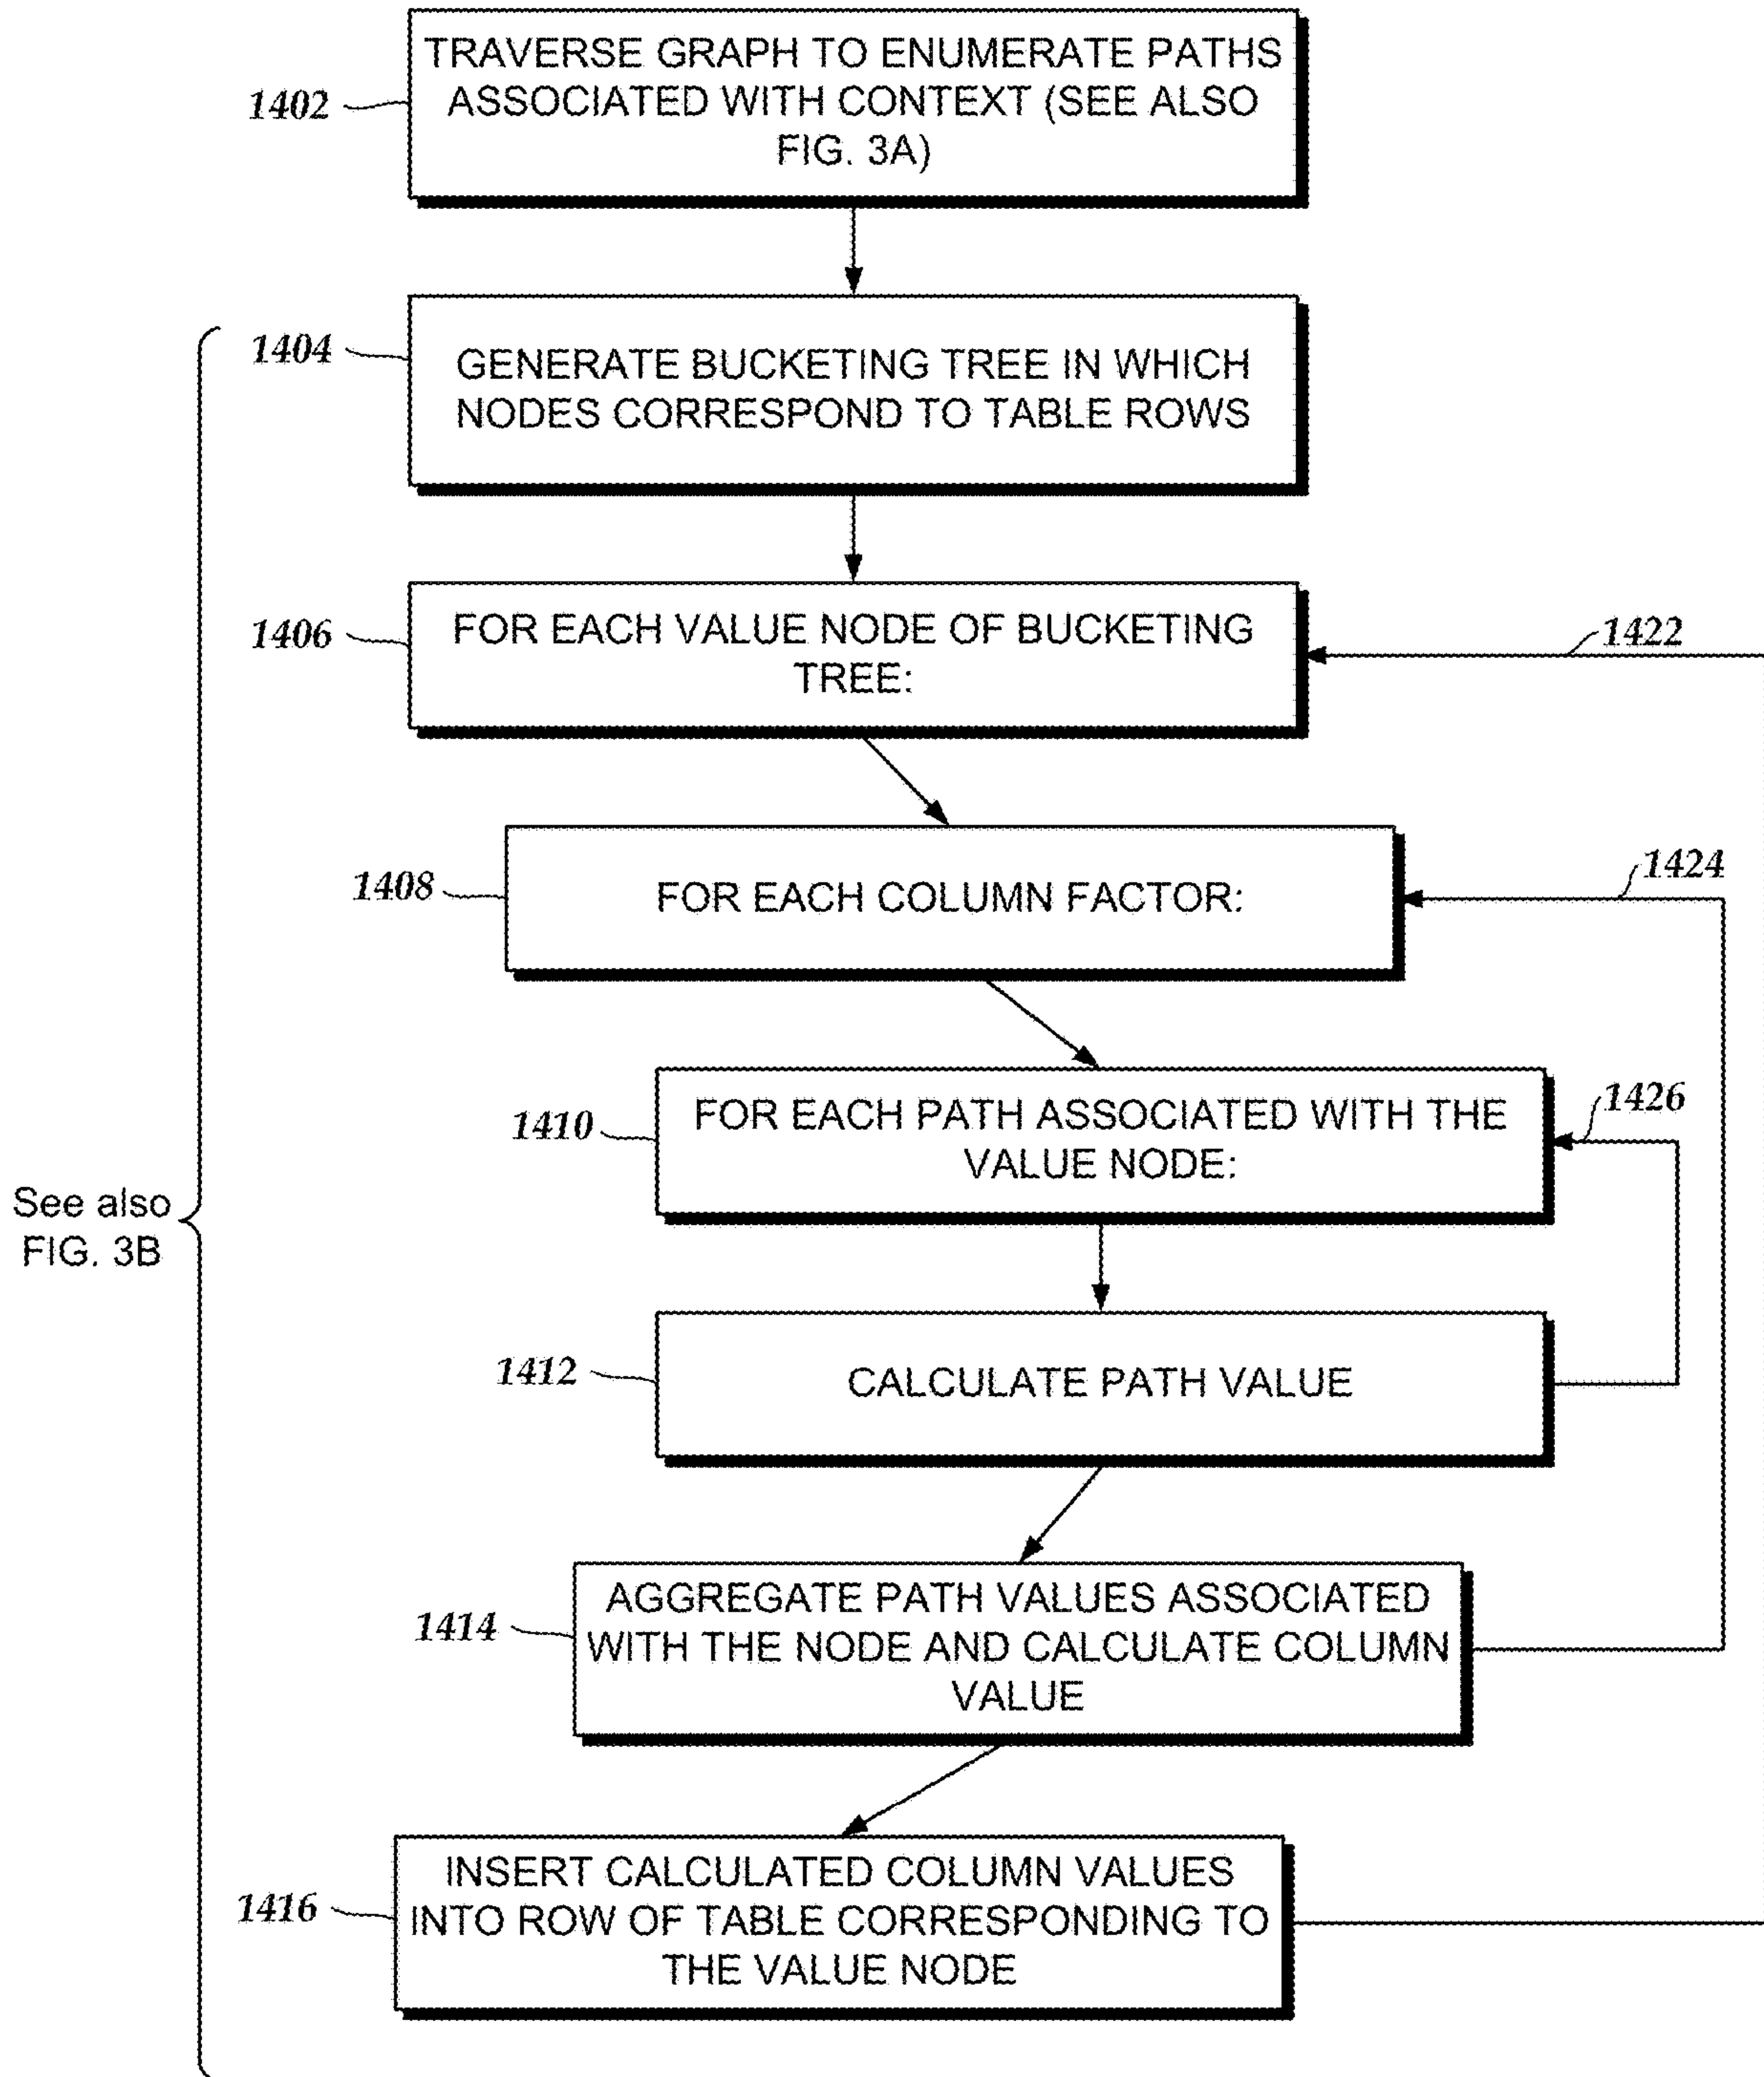 TRAVERSE GRAPH TO ENUMERATE PATHS
ASSOCIATED WITH CONTEXT (SEE ALSO
FIG. 3A)
1402
1404
GENERATE BUCKETING TREE IN WHICH
NODES CORRESPOND TO TABLE ROWS
1406
FOR EACH VALUE NODE OF BUCKETING
TREE:
1422
1408
FOR EACH COLUMN FACTOR:
1424
1410
FOR EACH PATH ASSOCIATED WITH THE
VALUE NODE:
1426
See also
FIG. 3B
1412
CALCULATE PATH VALUE
1414
AGGREGATE PATH VALUES ASSOCIATED
WITH THE NODE AND CALCULATE COLUMN
VALUE
1416
INSERT CALCULATED COLUMN VALUES
INTO ROW OF TABLE CORRESPONDING TO
THE VALUE NODE